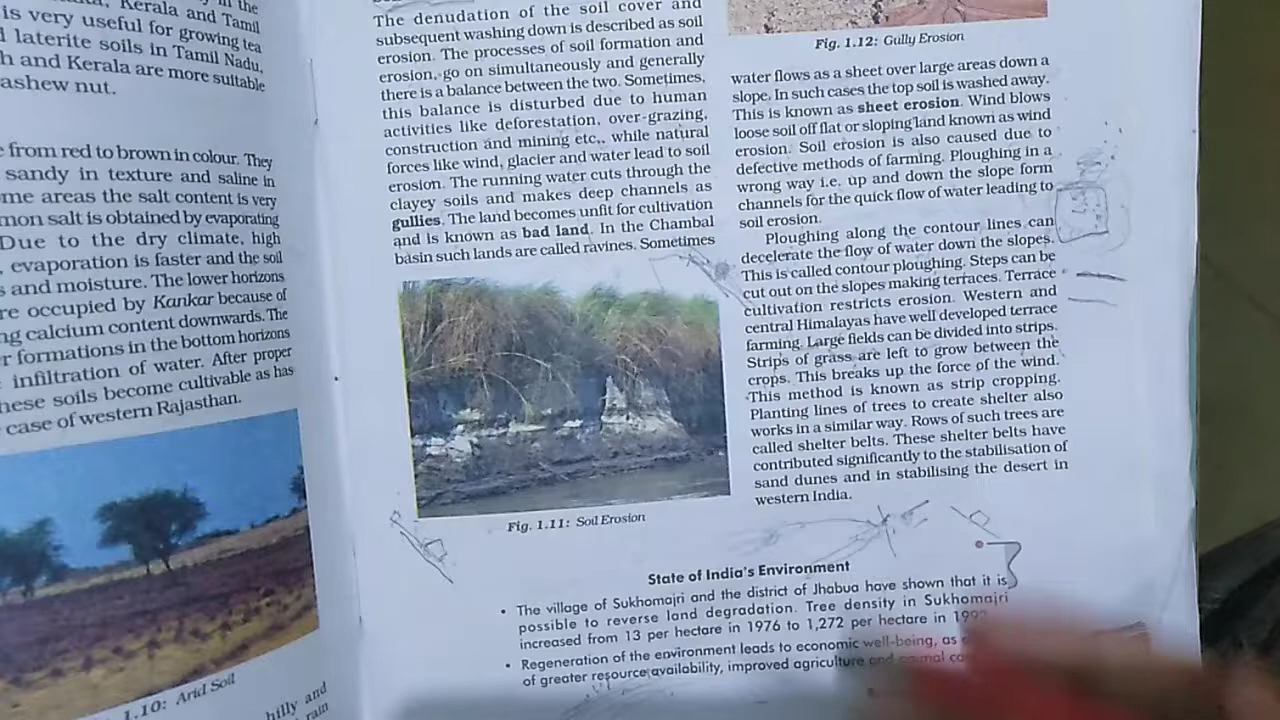 in the
Kerala and Tamil
is very useful for growing tea
laterite soils in Tamil Nadu,
h and Kerala are more suitable
ashew nut.
from red to brown in colour. They
sandy in texture and saline in
me areas the salt content is very
mon salt is obtained by evaporating
Due to the dry climate, high
, evaporation is faster and the soil
s and moisture. The lower horizons
re occupied by Kankar because of
ng calcium content downwards. The
r formations in the bottom horizons
infiltration of water. After proper
hese soils become cultivable as has
case of western Rajasthan.
1.10: Arid Soil
hilly and
rain
The denudation of the soil cover and
subsequent washing down is described as soil
erosion. The processes of soil formation and
erosion, go on simultaneously and generally
there is a balance between the two. Sometimes,
this balance is disturbed due to human
activities like deforestation, over-grazing,
construction and mining etc., while natural
forces like wind, glacier and water lead to soil
erosion. The running water cuts through the
clayey soils and makes deep channels as
gullies. The land becomes unfit for cultivation
and is known as bad land. In the Chambal
basin such lands are called ravines. Sometimes
Fig. 1.11: Soil Erosion
Fig. 1.12: Gully Erosion
water flows as a sheet over large areas down a
slope. In such cases the top soil is washed away.
This is known as sheet erosion. Wind blows
loose soil off flat or sloping land known as wind
erosion. Soil erosion is also caused due to
defective methods of farming. Ploughing in a
wrong way i.e. up and down the slope form
channels for the quick flow of water leading to
soil erosion.
Ploughing along the contour lines can
decelerate the flow of water down the slopes.
This is called contour ploughing. Steps can be
cut out on the slopes making terraces. Terrace
cultivation restricts erosion. Western and
central Himalayas have well developed terrace
farming. Large fields can be divided into strips.
Strips of grass are left to grow between the
crops. This breaks up the force of the wind.
This method is known as strip cropping.
Planting lines of trees to create shelter also
works in a similar way. Rows of such trees are
called shelter belts. These shelter belts have
contributed significantly to the stabilisation of
sand dunes and in stabilising the desert in
western India.
State of India's Environment
• The village of Sukhomajri and the district of Jhabua have shown that it is
possible to reverse land degradation. Tree density in Sukhomajri
increased from 13 per hectare in 1976 to 1,272 per hectare in
• Regeneration of the environment leads to economic well-being, as
of greater resource availability, improved agriculture and animal